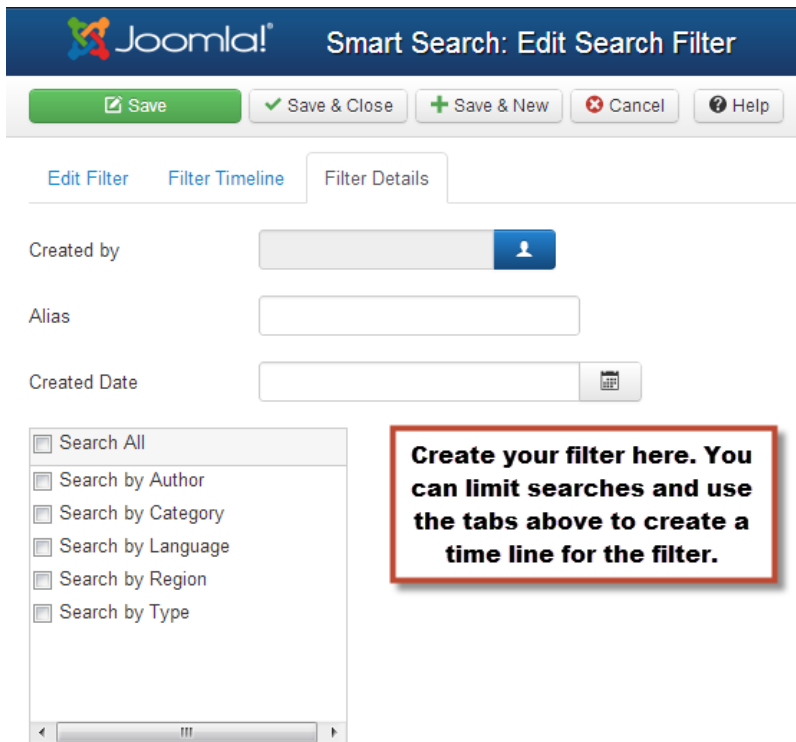 Joomla!® Smart Search: Edit Search Filter
Save Save & Close Save & New Cancel Help
Edit Filter Filter Timeline Filter Details
Created by
Alias
Created Date
Search All
Search by Author
Search by Category
Search by Language
Search by Region
Search by Type
Create your filter here. You
can limit searches and use
the tabs above to create a
time line for the filter.